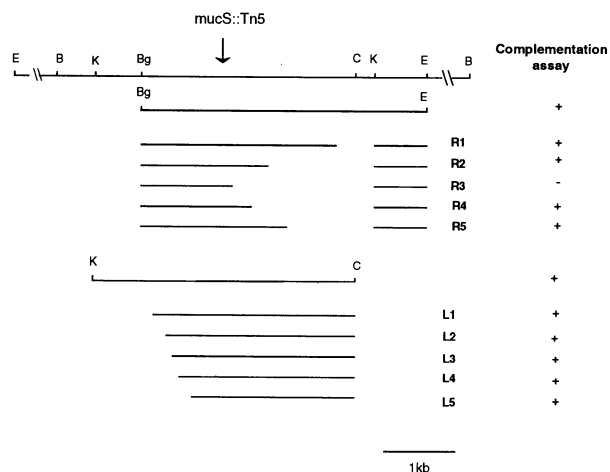 mucS::Tn5
E B K Bg C K E B
Complementation
assay
Bg E +
R1 +
R2 +
R3 -
R4 +
R5 +
K C +
L1 +
L2 +
L3 +
L4 +
L5 +
1kb